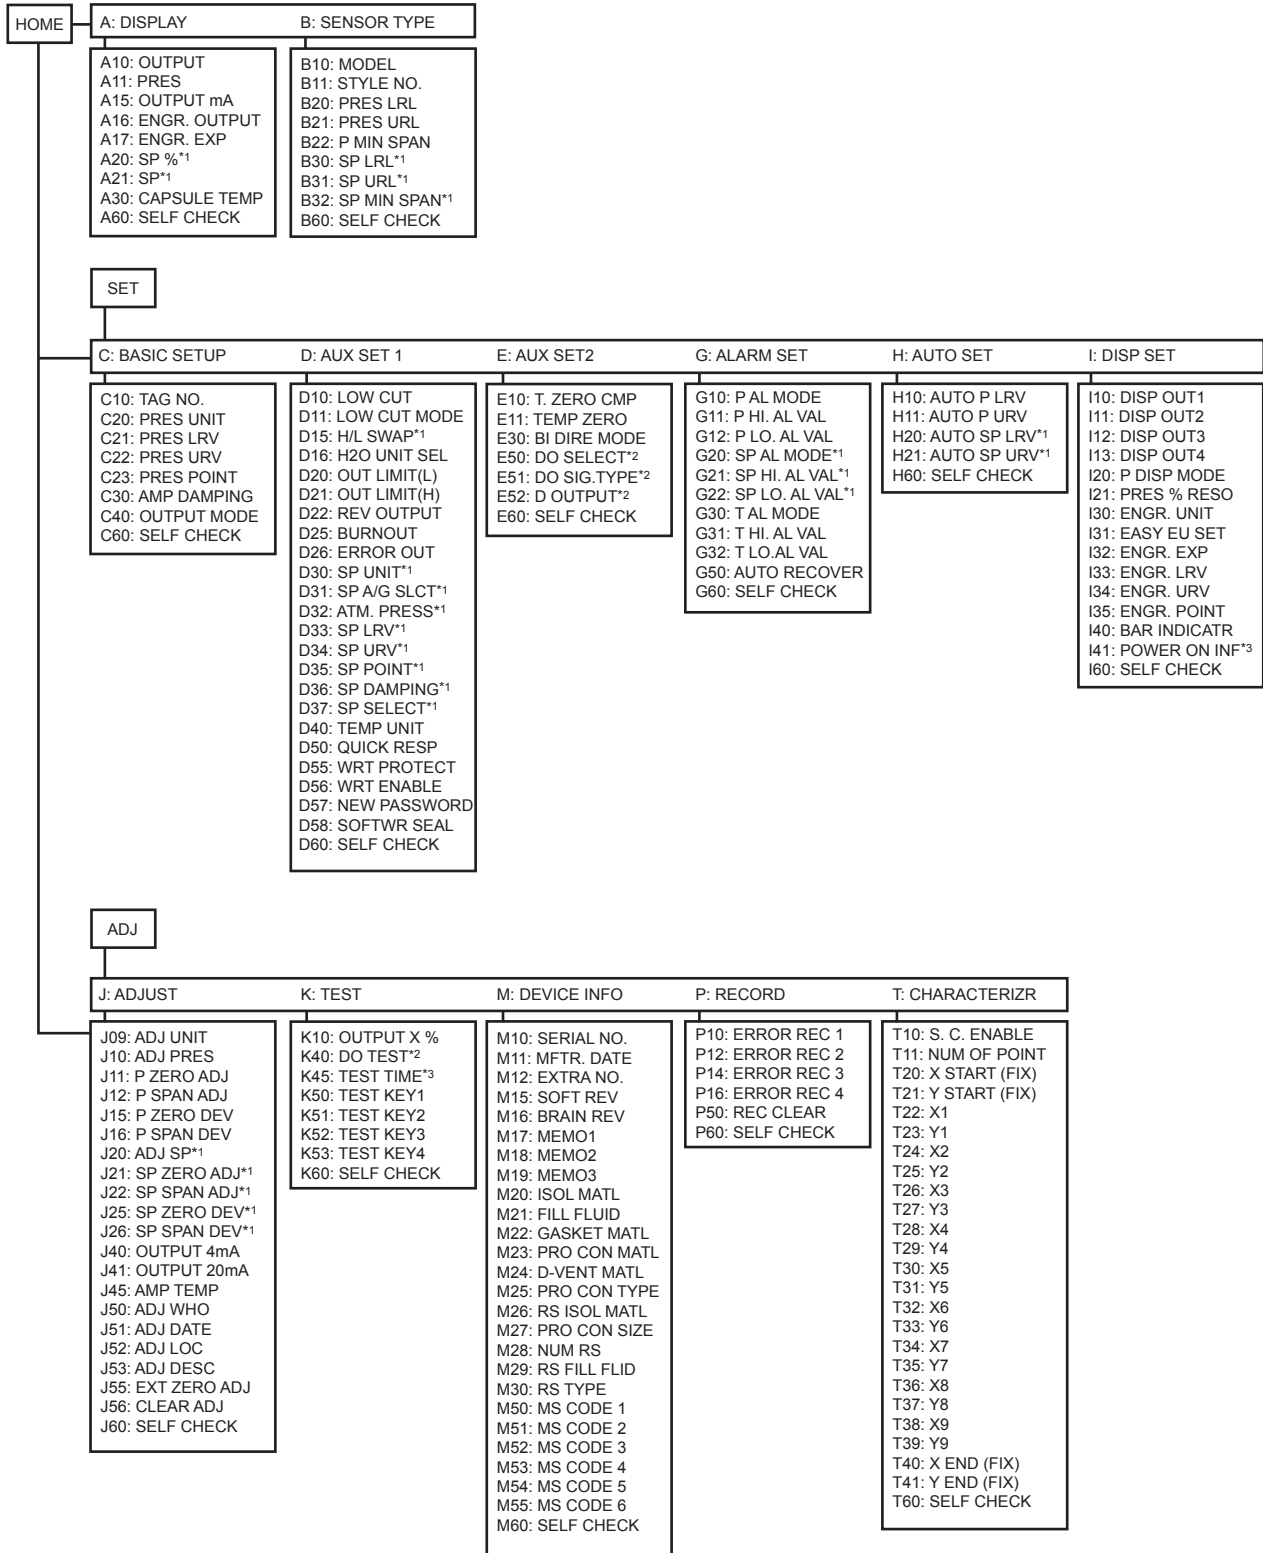 HOME
A: DISPLAY
B: SENSOR TYPE
A10: OUTPUT
A11: PRES
A15: OUTPUT mA
A16: ENGR. OUTPUT
A17: ENGR. EXP
A20: SP %*1
A21: SP*1
A30: CAPSULE TEMP
A60: SELF CHECK
B10: MODEL
B11: STYLE NO.
B20: PRES LRL
B21: PRES URL
B22: P MIN SPAN
B30: SP LRL*1
B31: SP URL*1
B32: SP MIN SPAN*1
B60: SELF CHECK
SET
C: BASIC SETUP
D: AUX SET 1
E: AUX SET2
G: ALARM SET
H: AUTO SET
I: DISP SET
C10: TAG NO.
C20: PRES UNIT
C21: PRES LRV
C22: PRES URV
C23: PRES POINT
C30: AMP DAMPING
C40: OUTPUT MODE
C60: SELF CHECK
D10: LOW CUT
D11: LOW CUT MODE
D15: H/L SWAP*1
D16: H2O UNIT SEL
D20: OUT LIMIT(L)
D21: OUT LIMIT(H)
D22: REV OUTPUT
D25: BURNOUT
D26: ERROR OUT
D30: SP UNIT*1
D31: SP A/G SLCT*1
D32: ATM. PRESS*1
D33: SP LRV*1
D34: SP URV*1
D35: SP POINT*1
D36: SP DAMPING*1
D37: SP SELECT*1
D40: TEMP UNIT
D50: QUICK RESP
D55: WRT PROTECT
D56: WRT ENABLE
D57: NEW PASSWORD
D58: SOFTWR SEAL
D60: SELF CHECK
E10: T. ZERO CMP
E11: TEMP ZERO
E30: BI DIRE MODE
E50: DO SELECT*2
E51: DO SIG.TYPE*2
E52: D OUTPUT*2
E60: SELF CHECK
G10: P AL MODE
G11: P HI. AL VAL
G12: P LO. AL VAL
G20: SP AL MODE*1
G21: SP HI. AL VAL*1
G22: SP LO. AL VAL*1
G30: T AL MODE
G31: T HI. AL VAL
G32: T LO.AL VAL
G50: AUTO RECOVER
G60: SELF CHECK
H10: AUTO P LRV
H11: AUTO P URV
H20: AUTO SP LRV*1
H21: AUTO SP URV*1
H60: SELF CHECK
I10: DISP OUT1
I11: DISP OUT2
I12: DISP OUT3
I13: DISP OUT4
I20: P DISP MODE
I21: PRES % RESO
I30: ENGR. UNIT
I31: EASY EU SET
I32: ENGR. EXP
I33: ENGR. LRV
I34: ENGR. URV
I35: ENGR. POINT
I40: BAR INDICATR
I41: POWER ON INF*3
I60: SELF CHECK
ADJ
J: ADJUST
K: TEST
M: DEVICE INFO
P: RECORD
T: CHARACTERIZR
J09: ADJ UNIT
J10: ADJ PRES
J11: P ZERO ADJ
J12: P SPAN ADJ
J15: P ZERO DEV
J16: P SPAN DEV
J20: ADJ SP*1
J21: SP ZERO ADJ*1
J22: SP SPAN ADJ*1
J25: SP ZERO DEV*1
J26: SP SPAN DEV*1
J40: OUTPUT 4mA
J41: OUTPUT 20mA
J45: AMP TEMP
J50: ADJ WHO
J51: ADJ DATE
J52: ADJ LOC
J53: ADJ DESC
J55: EXT ZERO ADJ
J56: CLEAR ADJ
J60: SELF CHECK
K10: OUTPUT X %
K40: DO TEST*2
K45: TEST TIME*3
K50: TEST KEY1
K51: TEST KEY2
K52: TEST KEY3
K53: TEST KEY4
K60: SELF CHECK
M10: SERIAL NO.
M11: MFTR. DATE
M12: EXTRA NO.
M15: SOFT REV
M16: BRAIN REV
M17: MEMO1
M18: MEMO2
M19: MEMO3
M20: ISOL MATL
M21: FILL FLUID
M22: GASKET MATL
M23: PRO CON MATL
M24: D-VENT MATL
M25: PRO CON TYPE
M26: RS ISOL MATL
M27: PRO CON SIZE
M28: NUM RS
M29: RS FILL FLID
M30: RS TYPE
M50: MS CODE 1
M51: MS CODE 2
M52: MS CODE 3
M53: MS CODE 4
M54: MS CODE 5
M55: MS CODE 6
M60: SELF CHECK
P10: ERROR REC 1
P12: ERROR REC 2
P14: ERROR REC 3
P16: ERROR REC 4
P50: REC CLEAR
P60: SELF CHECK
T10: S. C. ENABLE
T11: NUM OF POINT
T20: X START (FIX)
T21: Y START (FIX)
T22: X1
T23: Y1
T24: X2
T25: Y2
T26: X3
T27: Y3
T28: X4
T29: Y4
T30: X5
T31: Y5
T32: X6
T33: Y6
T34: X7
T35: Y7
T36: X8
T37: Y8
T38: X9
T39: Y9
T40: X END (FIX)
T41: Y END (FIX)
T60: SELF CHECK